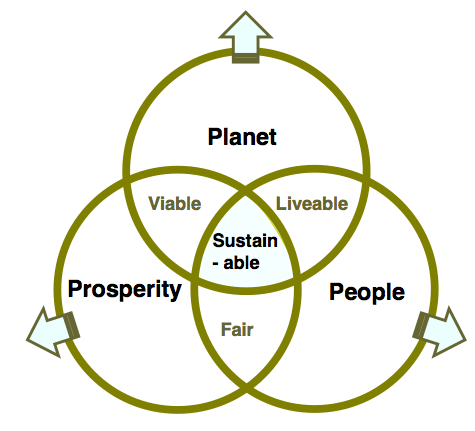 Planet
Viable
Liveable
Sustain
- able
Prosperity
People
Fair